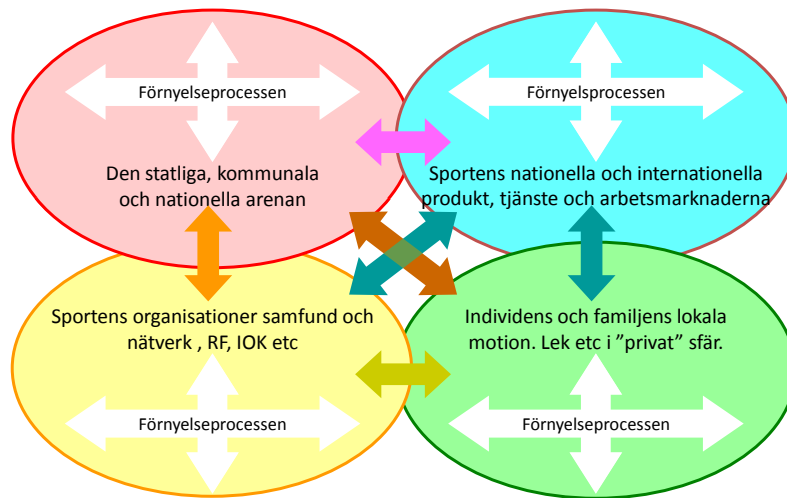 Förnyelseprocessen
Den statliga, kommunala
och nationella arenan
Förnyelsprocessen
Sportens nationella och internationella
produkt, tjänste och arbetsmarknaderna
Sportens organisationer samfund och
nätverk , RF, IOK etc
Förnyelseprocessen
Individens och familjens lokala
motion. Lek etc i ”privat” sfär.
Förnyelseprocessen